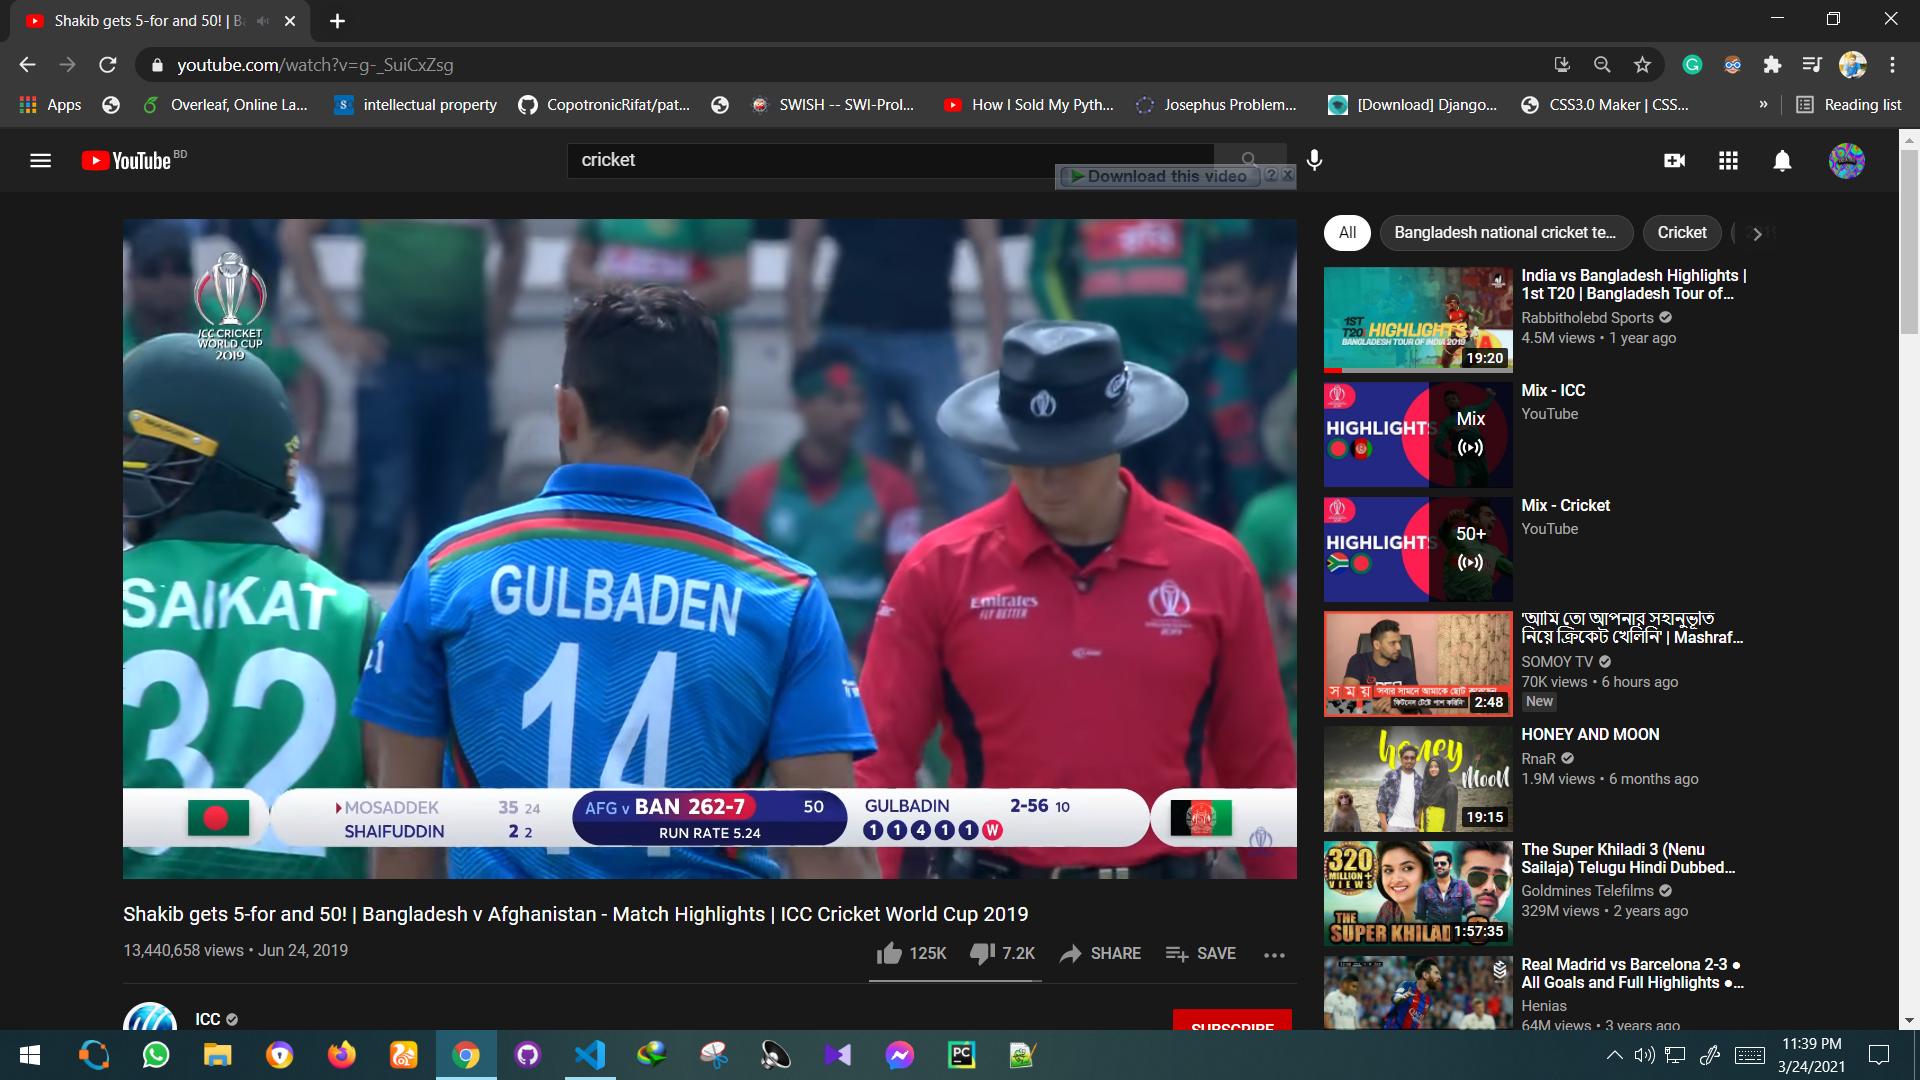 Shakib gets 5-for and 50! | Ba
youtube.com/watch?v=g-_SuiCxZsg
Apps
Overleaf, Online La...
intellectual property
CopotronicRifat/pat...
SWISH -- SWI-Prol...
How I Sold My Pyth...
Josephus Problem...
[Download] Django...
CSS3.0 Maker | CSS...
»
Reading list
YouTube BD
cricket
Download this video ? X
ICC CRICKET
WORLD CUP
2019
SAIKAT
32
GULBADEN
14
Emirates
FLY BETTER
MOSADDEK 35 24
SHAIFUDDIN 2 2
AFG v BAN 262-7 50
RUN RATE 5.24
GULBADIN 2-56 10
1 1 4 1 1 W
Shakib gets 5-for and 50! | Bangladesh v Afghanistan - Match Highlights | ICC Cricket World Cup 2019
13,440,658 views • Jun 24, 2019
125K
7.2K
SHARE
SAVE
ICC
SUBSCRIBE
All
Bangladesh national cricket te...
Cricket
1ST
T20 HIGHLIGHTS
BANGLADESH TOUR OF INDIA 2019
19:20
India vs Bangladesh Highlights |
1st T20 | Bangladesh Tour of...
Rabbitholebd Sports
4.5M views • 1 year ago
HIGHLIGHTS
Mix
Mix - ICC
YouTube
HIGHLIGHTS
50+
Mix - Cricket
YouTube
সময়
2:48
'আমি তো আপনার সহানুভূতি
নিয়ে ক্রিকেট খেলিনি' | Mashraf...
SOMOY TV
70K views • 6 hours ago
New
honey
Moon
19:15
HONEY AND MOON
RnaR
1.9M views • 6 months ago
320
MILLION+
VIEWS
THE
SUPER KHILAD
1:57:35
The Super Khiladi 3 (Nenu
Sailaja) Telugu Hindi Dubbed...
Goldmines Telefilms
329M views • 2 years ago
Real Madrid vs Barcelona 2-3 ●
All Goals and Full Highlights ●...
Henias
64M views • 3 years ago
PC
11:39 PM
3/24/2021